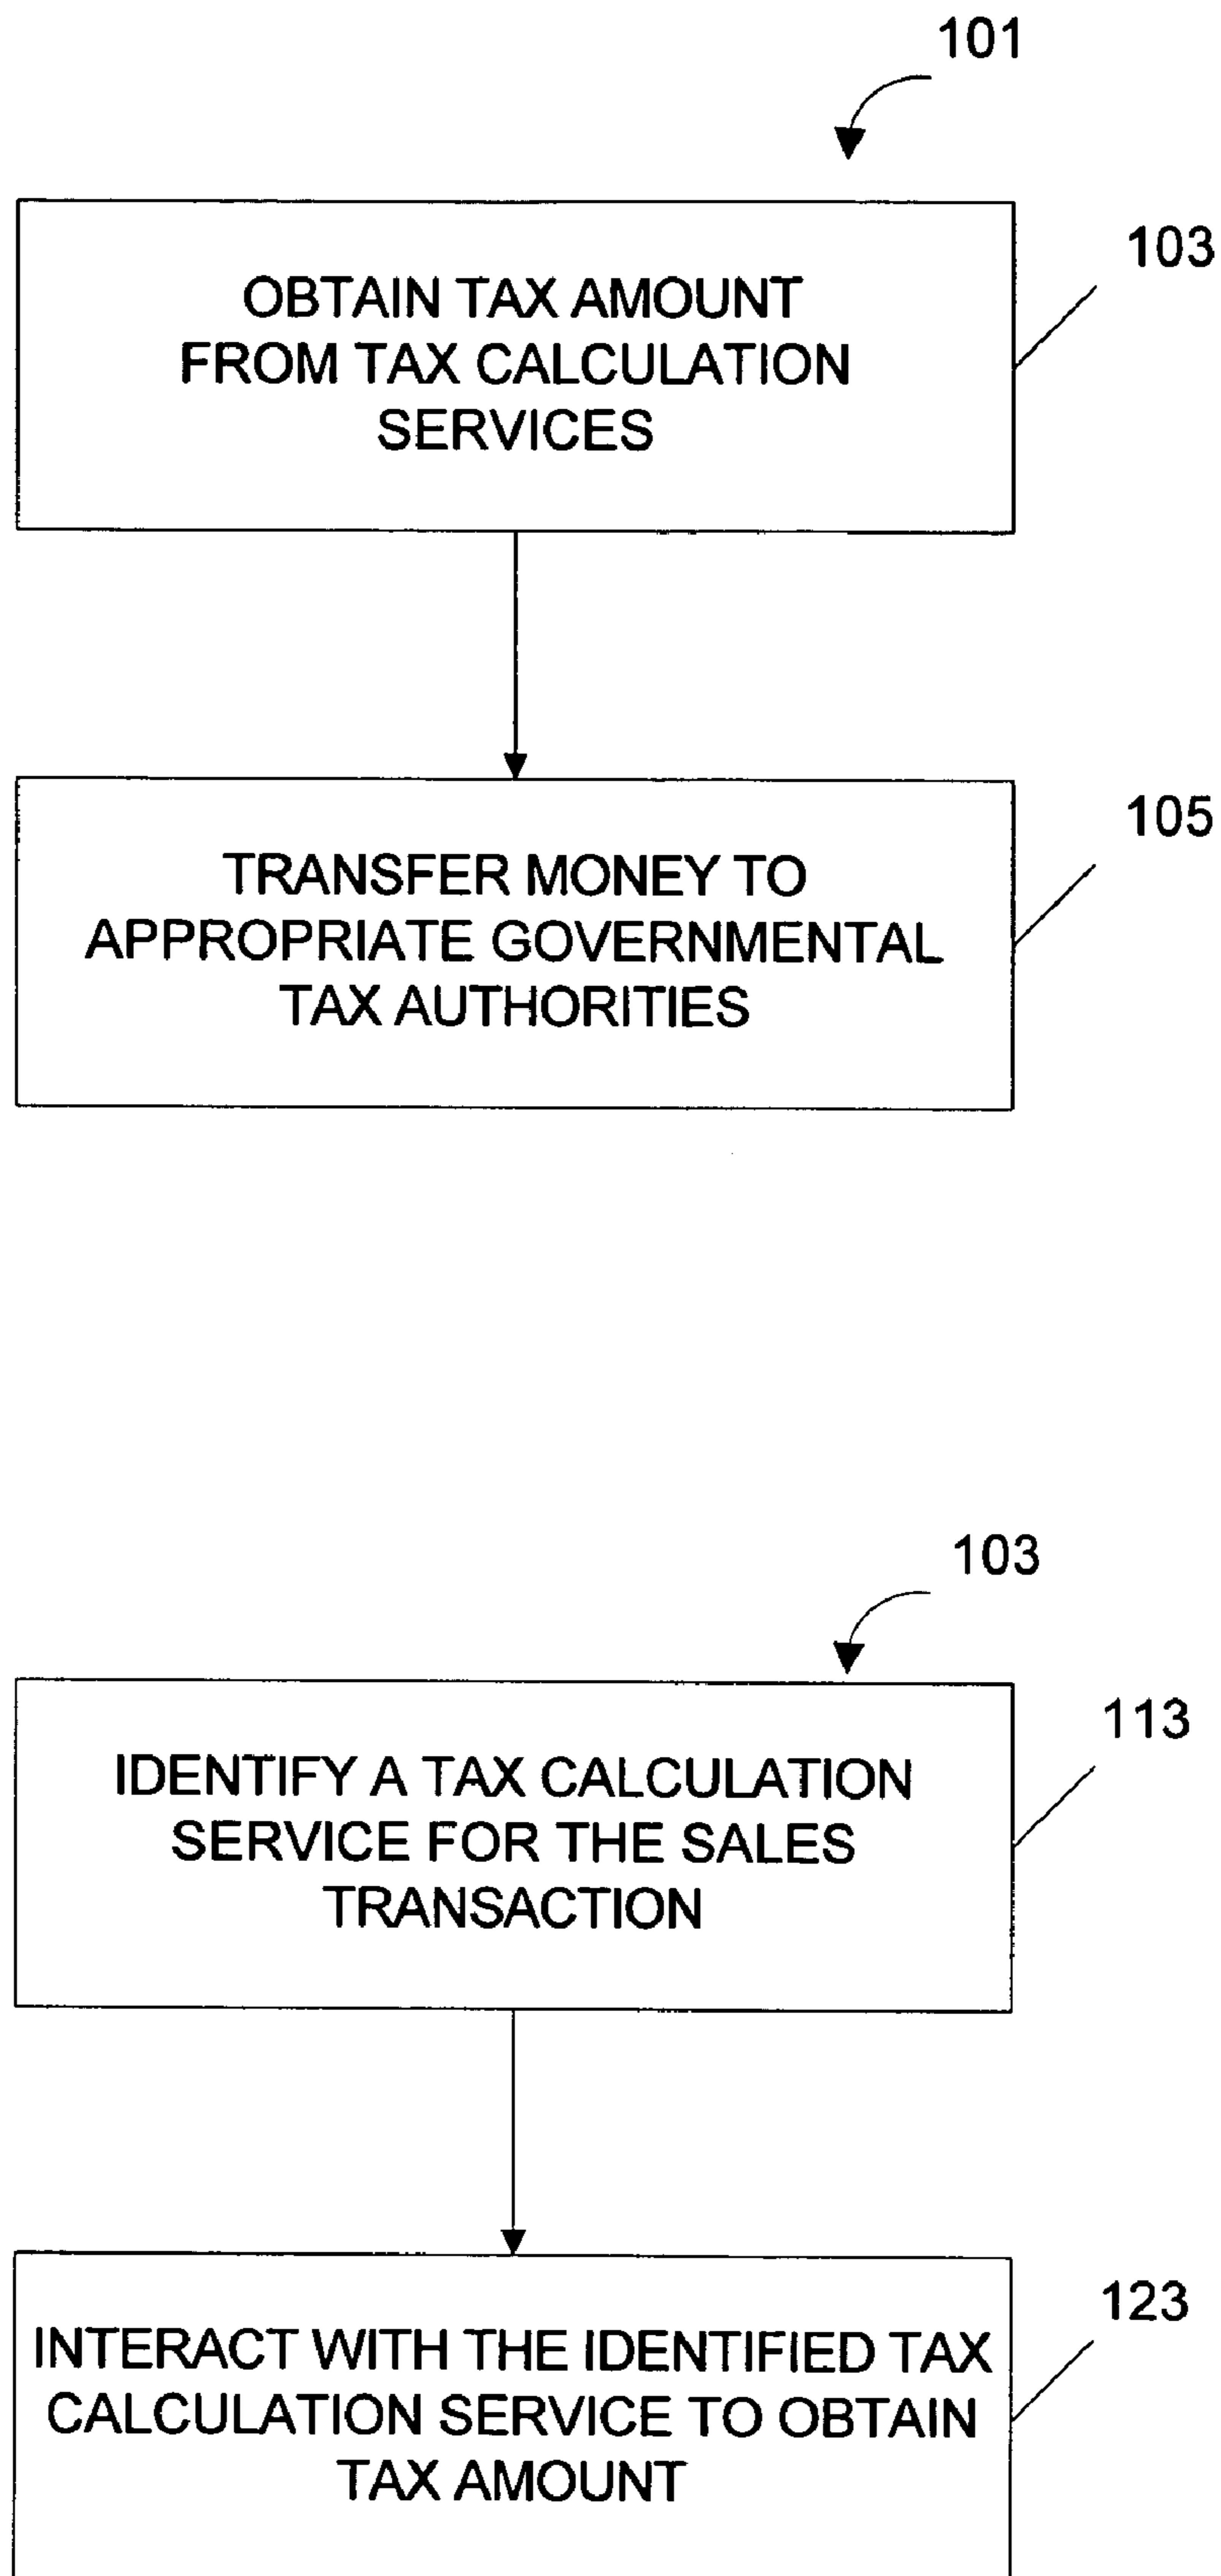 101
103
OBTAIN TAX AMOUNT
FROM TAX CALCULATION
SERVICES
105
TRANSFER MONEY TO
APPROPRIATE GOVERNMENTAL
TAX AUTHORITIES
103
113
IDENTIFY A TAX CALCULATION
SERVICE FOR THE SALES
TRANSACTION
123
INTERACT WITH THE IDENTIFIED TAX
CALCULATION SERVICE TO OBTAIN
TAX AMOUNT